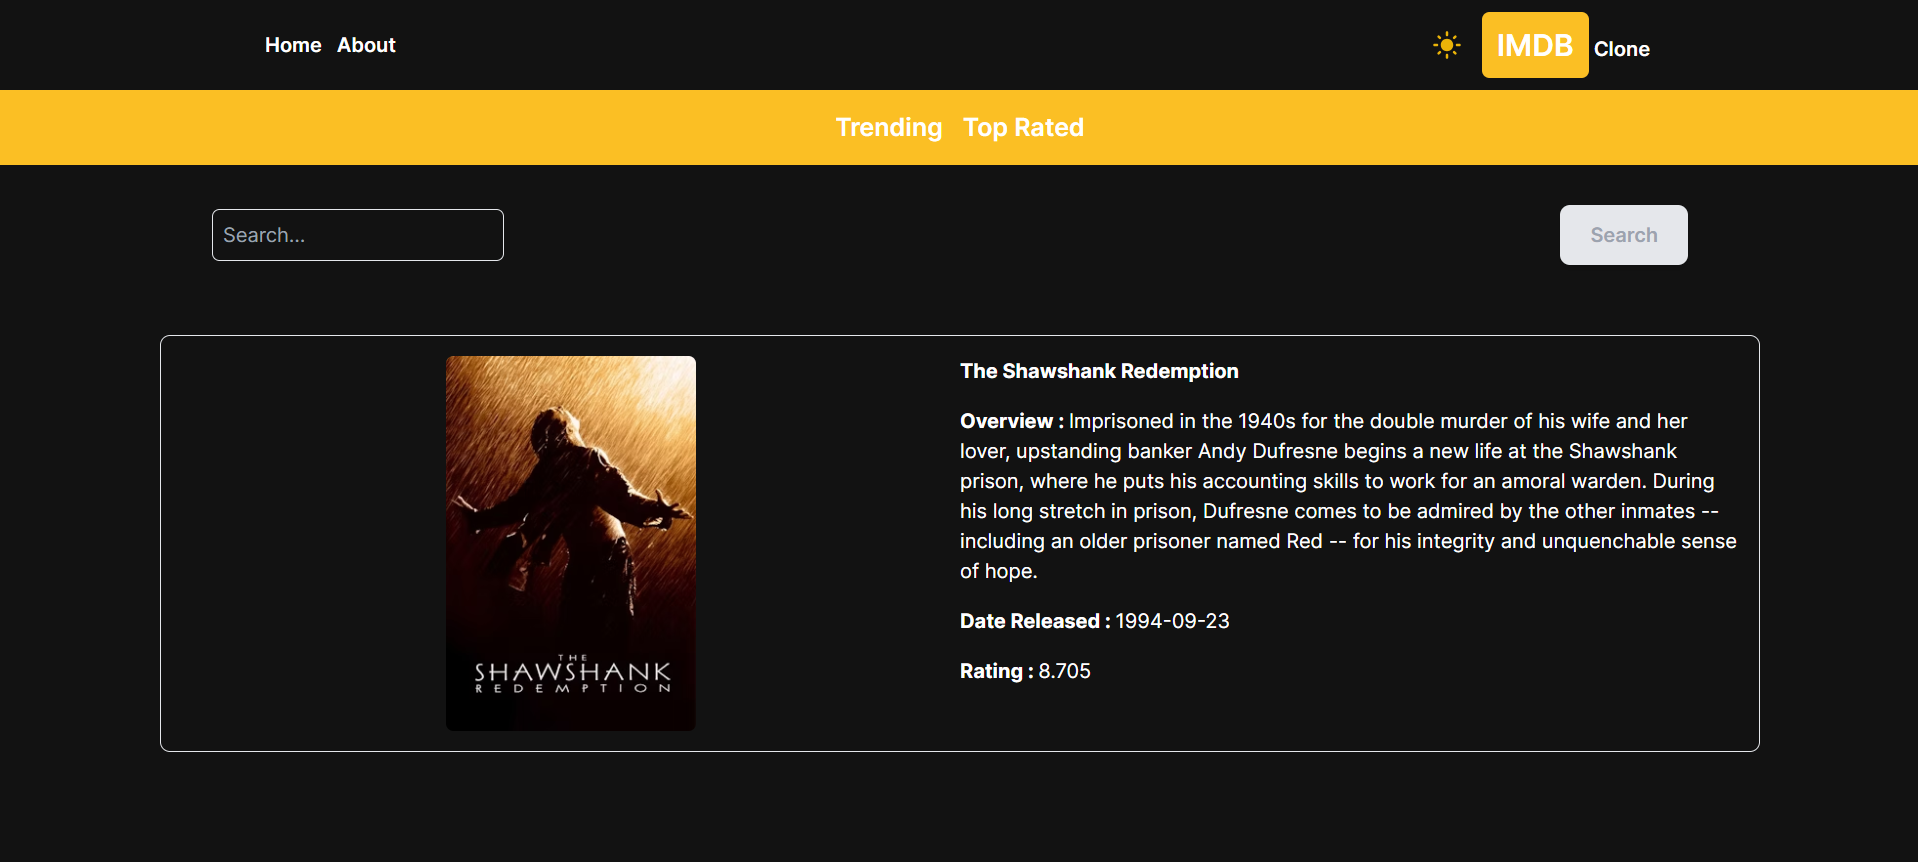 Home About
IMDB Clone
Trending Top Rated
Search...
Search
THE
SHAWSHANK
REDEMPTION
The Shawshank Redemption
Overview : Imprisoned in the 1940s for the double murder of his wife and her
lover, upstanding banker Andy Dufresne begins a new life at the Shawshank
prison, where he puts his accounting skills to work for an amoral warden. During
his long stretch in prison, Dufresne comes to be admired by the other inmates --
including an older prisoner named Red -- for his integrity and unquenchable sense
of hope.
Date Released : 1994-09-23
Rating : 8.705